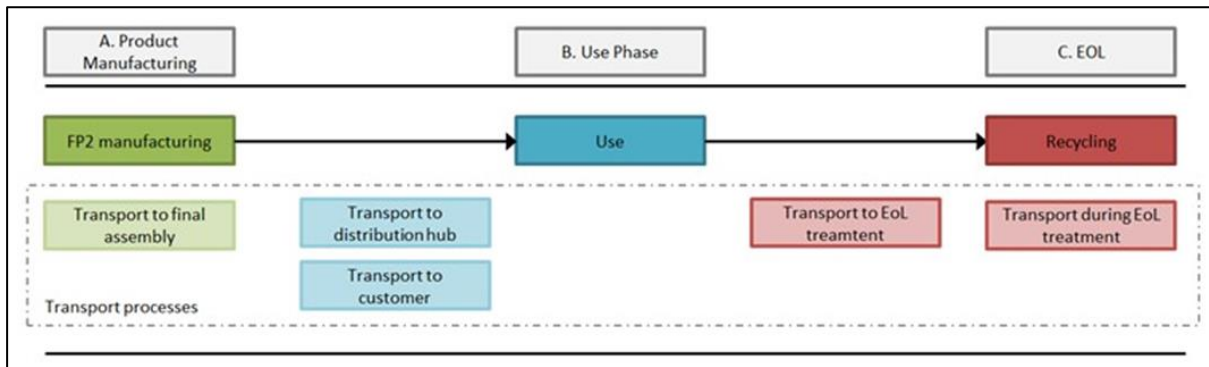 A. Product
Manufacturing
B. Use Phase
C. EOL
FP2 manufacturing
Use
Recycling
Transport to final
assembly
Transport to
distribution hub
Transport to EoL
treamtent
Transport during EoL
treatment
Transport to
customer
Transport processes